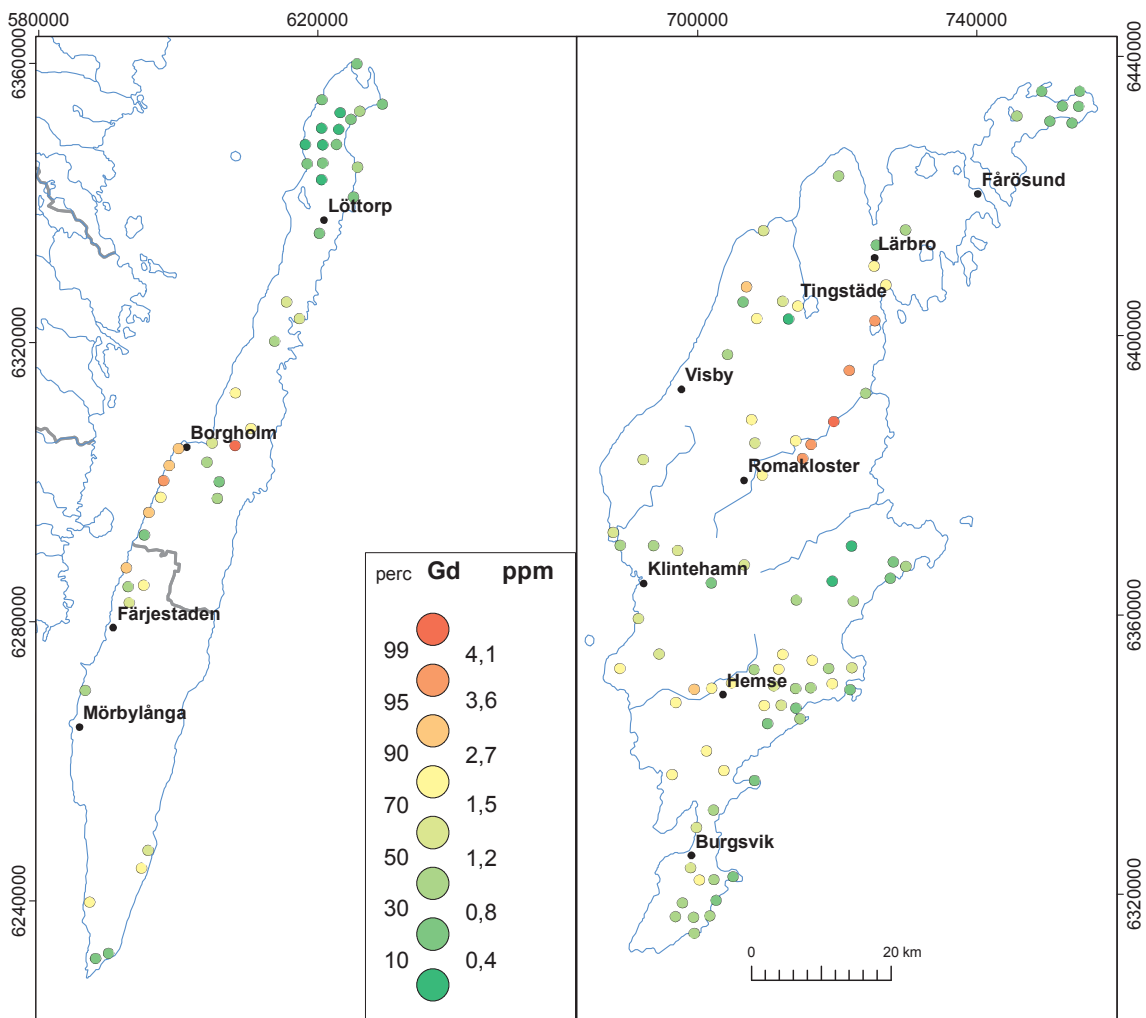 580000
620000
700000
740000
6360000
6320000
6280000
6240000
6440000
6400000
6360000
6320000
Löttorp
Borgholm
Färjestaden
Mörbylånga
Fårösund
Lärbro
Tingstäde
Visby
Romakloster
Klintehamn
Hemse
Burgsvik
perc Gd ppm
99 4,1
95 3,6
90 2,7
70 1,5
50 1,2
30 0,8
10 0,4
0 10 20 km